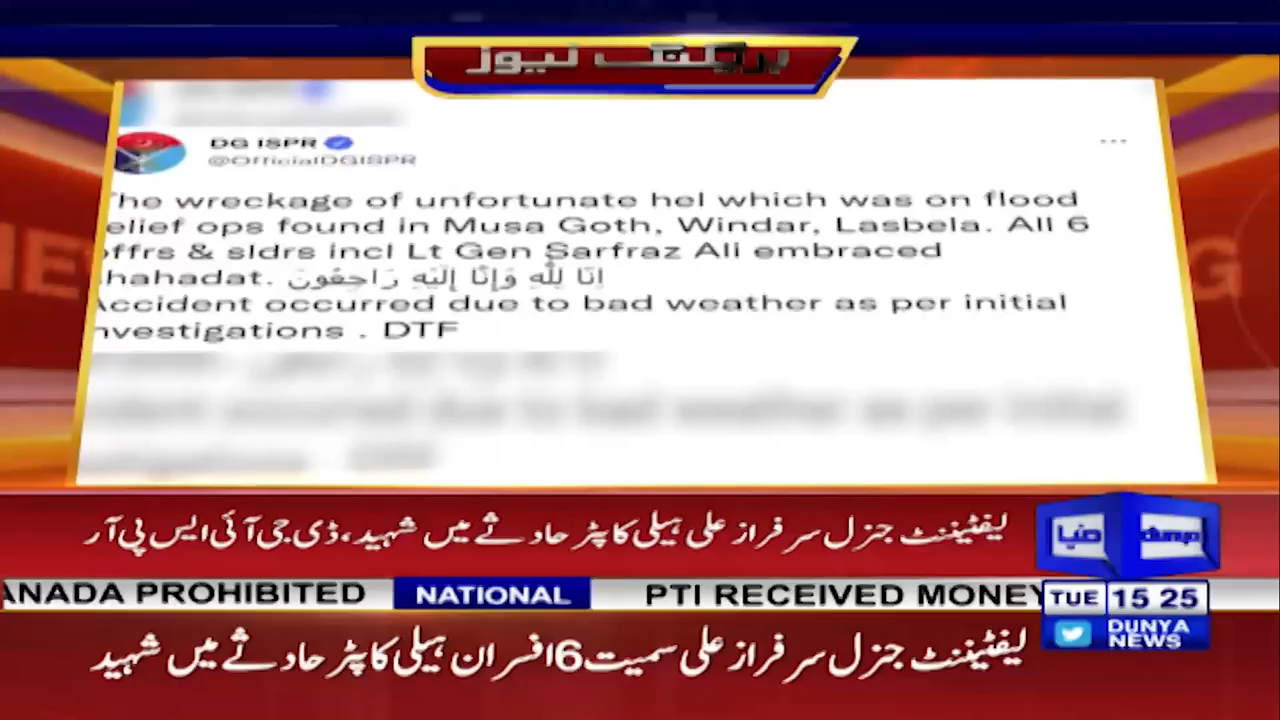 بریکنگ نیوز
DG ISPR
@OfficialDGISPR
he wreckage of unfortunate hel which was on flood
elief ops found in Musa Goth, Windar, Lasbela. All 6
offrs & sldrs incl Lt Gen Sarfraz Ali embraced
hahadat. اِنّا لِلّٰهِ وَاِنَّا اِلَيْهِ رَاجِعُونَ
Accident occurred due to bad weather as per initial
nvestigations . DTF
لیفٹیننٹ جنرل سرفراز علی ہیلی کاپٹر حادثے میں شہید، ڈی جی آئی ایس پی آر
دنیا dunya
ANADA PROHIBITED NATIONAL PTI RECEIVED MONEY
TUE 15 25
DUNYA
NEWS
لیفٹیننٹ جنرل سرفراز علی سمیت 6 افسران ہیلی کاپٹر حادثے میں شہید